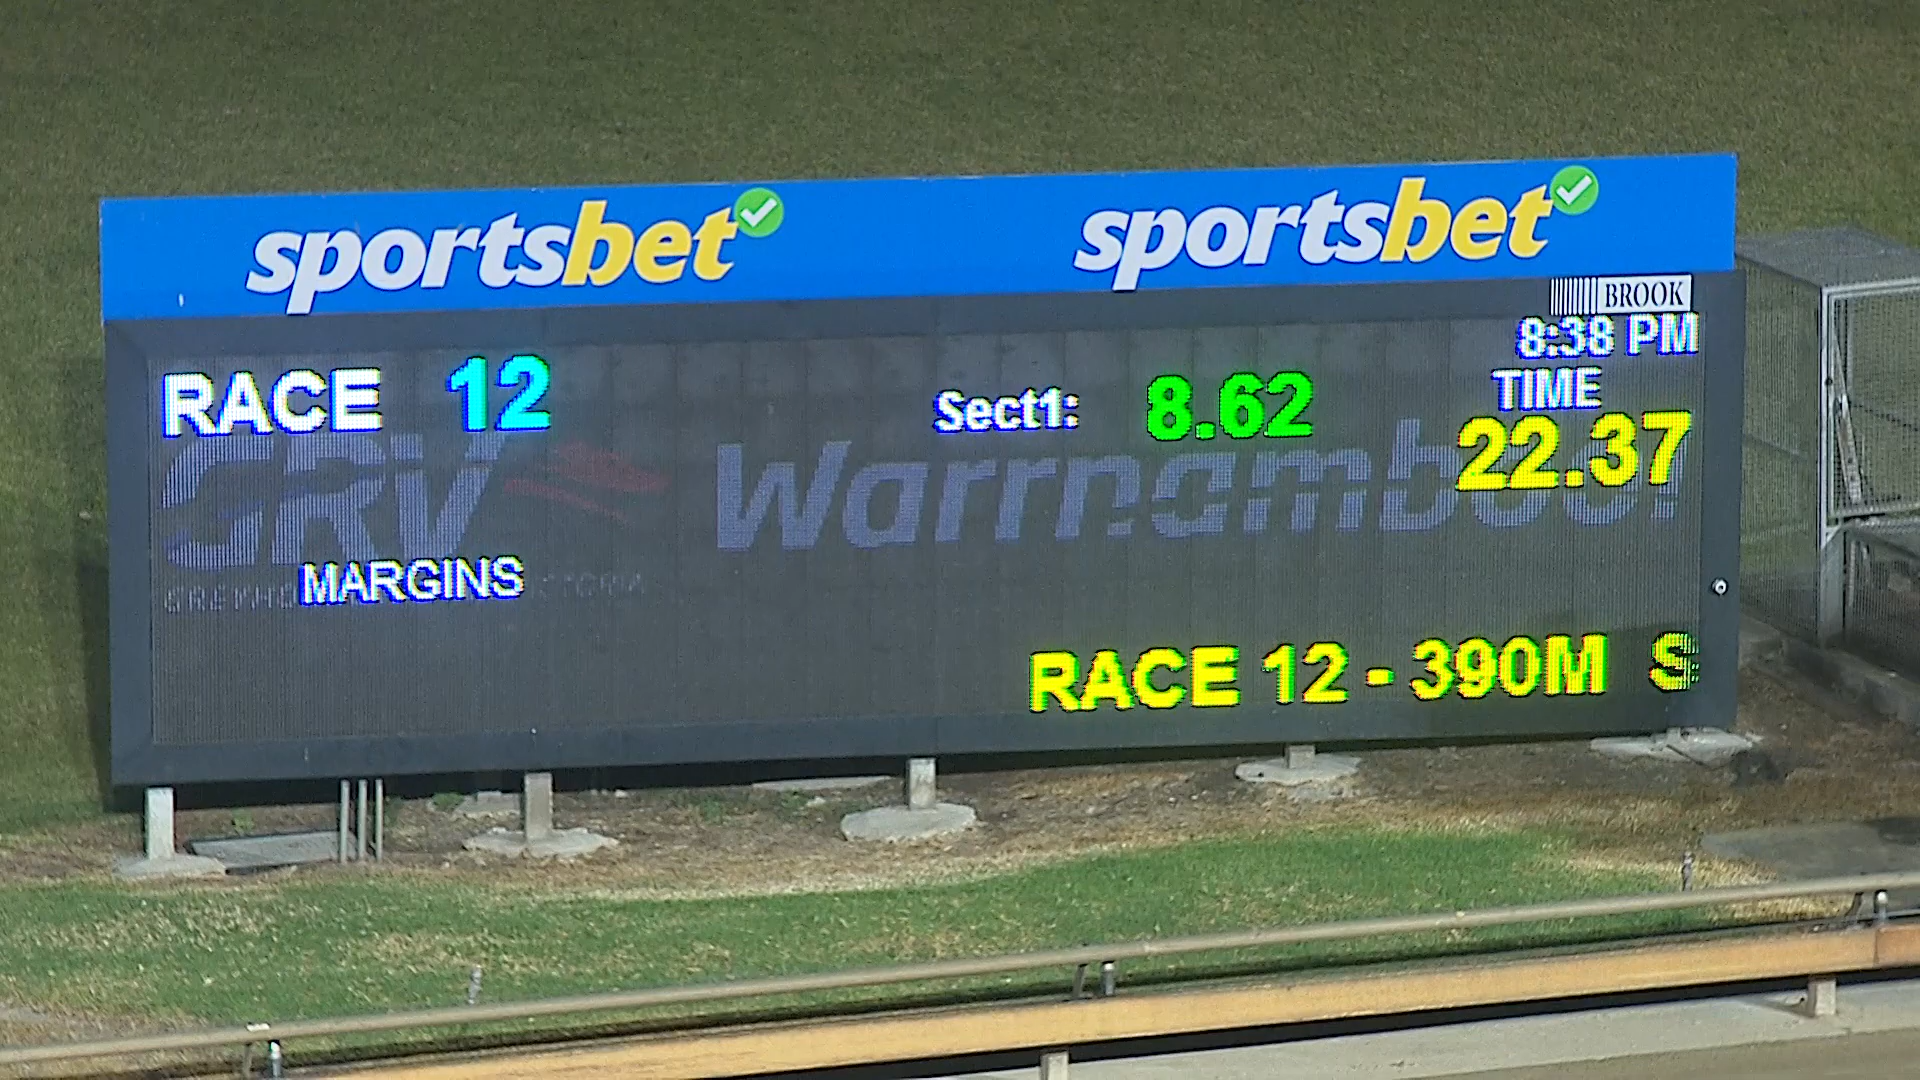 sportsbet sportsbet
BROOK
8:38 PM
RACE 12 Sect1: 8.62 TIME
22.37
GRV Warrnambool
MARGINS
RACE 12 - 390M S